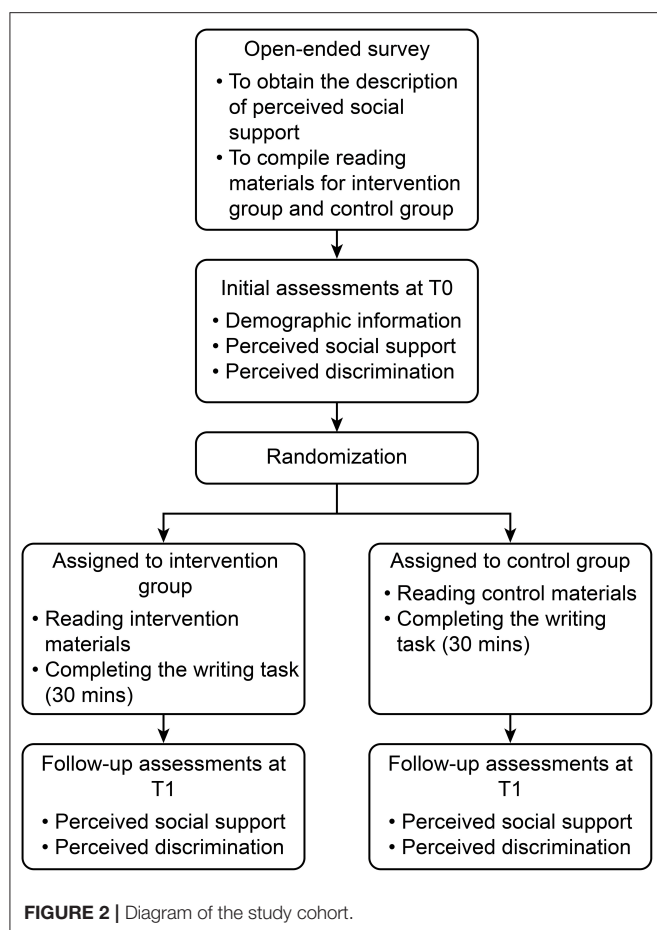 Open-ended survey
• To obtain the description
of perceived social
support
• To compile reading
materials for intervention
group and control group
Initial assessments at T0
• Demographic information
• Perceived social support
• Perceived discrimination
Randomization
Assigned to intervention
group
• Reading intervention
materials
• Completing the writing task
(30 mins)
Assigned to control group
• Reading control materials
• Completing the writing
task (30 mins)
Follow-up assessments at
T1
• Perceived social support
• Perceived discrimination
Follow-up assessments at
T1
• Perceived social support
• Perceived discrimination
FIGURE 2 | Diagram of the study cohort.